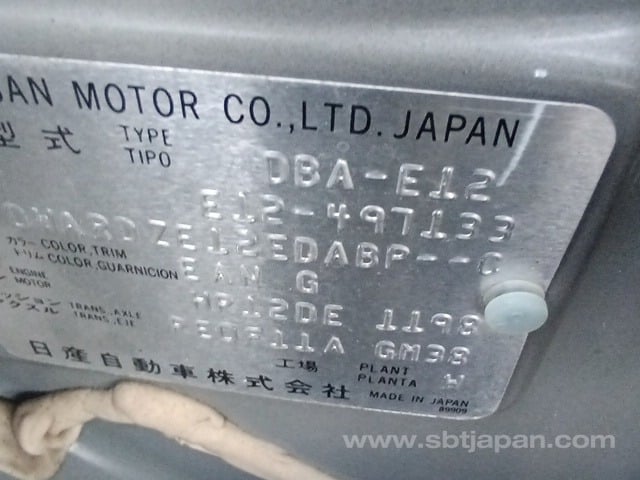 SAN MOTOR CO.,LTD. JAPAN
型式 TYPE
TIPO
DBA-E12
E12-497133
ZE12EDABP--C
カラー COLOR,TRIM
トリム COLOR,GUARNICION
EAN G
ENGINE
MOTOR
HR12DE 1198
TRANS. AXLE
TRANS. EJE
GM38
工場 PLANT
PLANTA W
日産自動車株式会社
MADE IN JAPAN
89909
www.sbtjapan.com